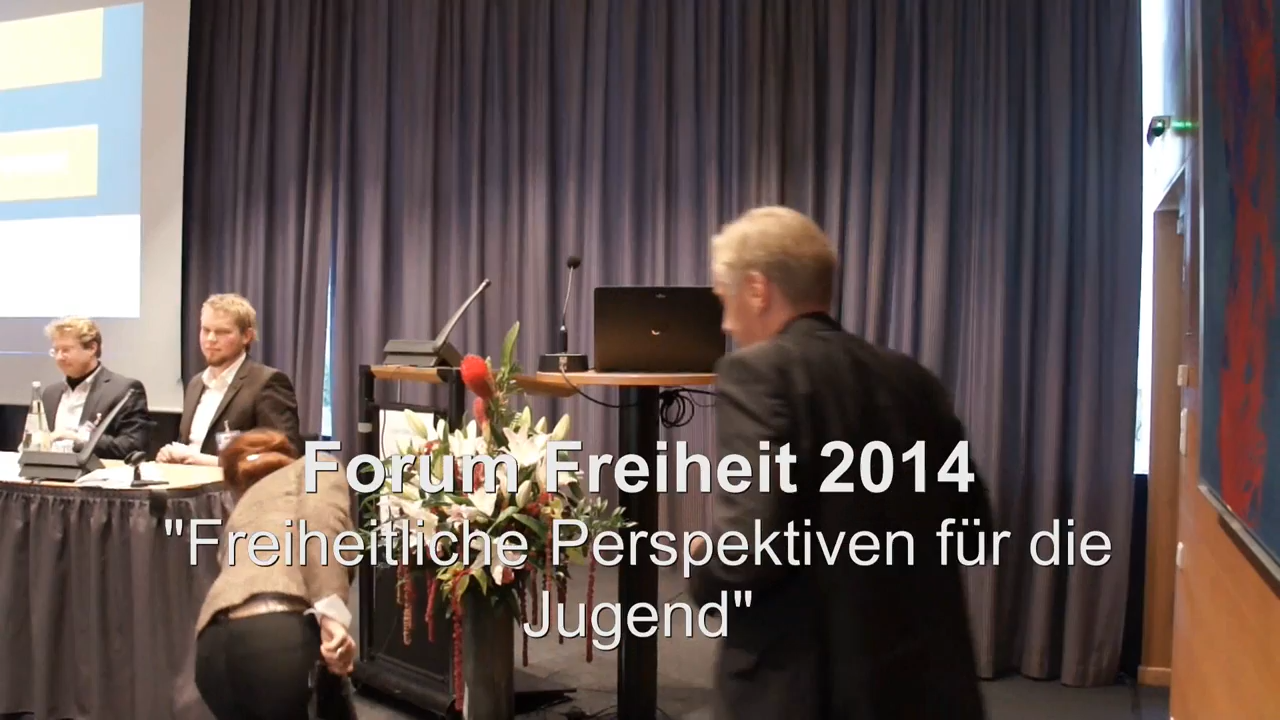 Forum Freiheit 2014
"Freiheitliche Perspektiven für die
Jugend"